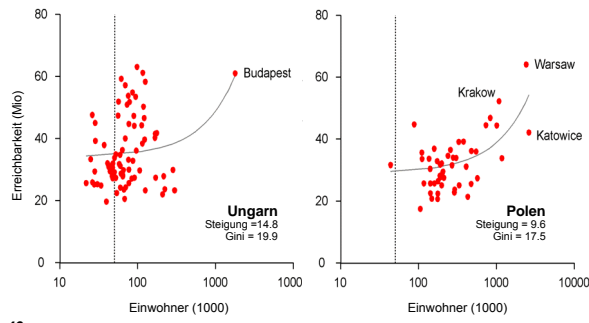 Erreichbarkeit (Mio)
80
60
40
20
0
10
100
1000
1000
Einwohner (1000)
Budapest
Ungarn
Steigung =14.8
Gini = 19.9
80
60
40
20
0
10
100
1000
10000
Einwohner (1000)
Warsaw
Krakow
Katowice
Polen
Steigung = 9.6
Gini = 17.5